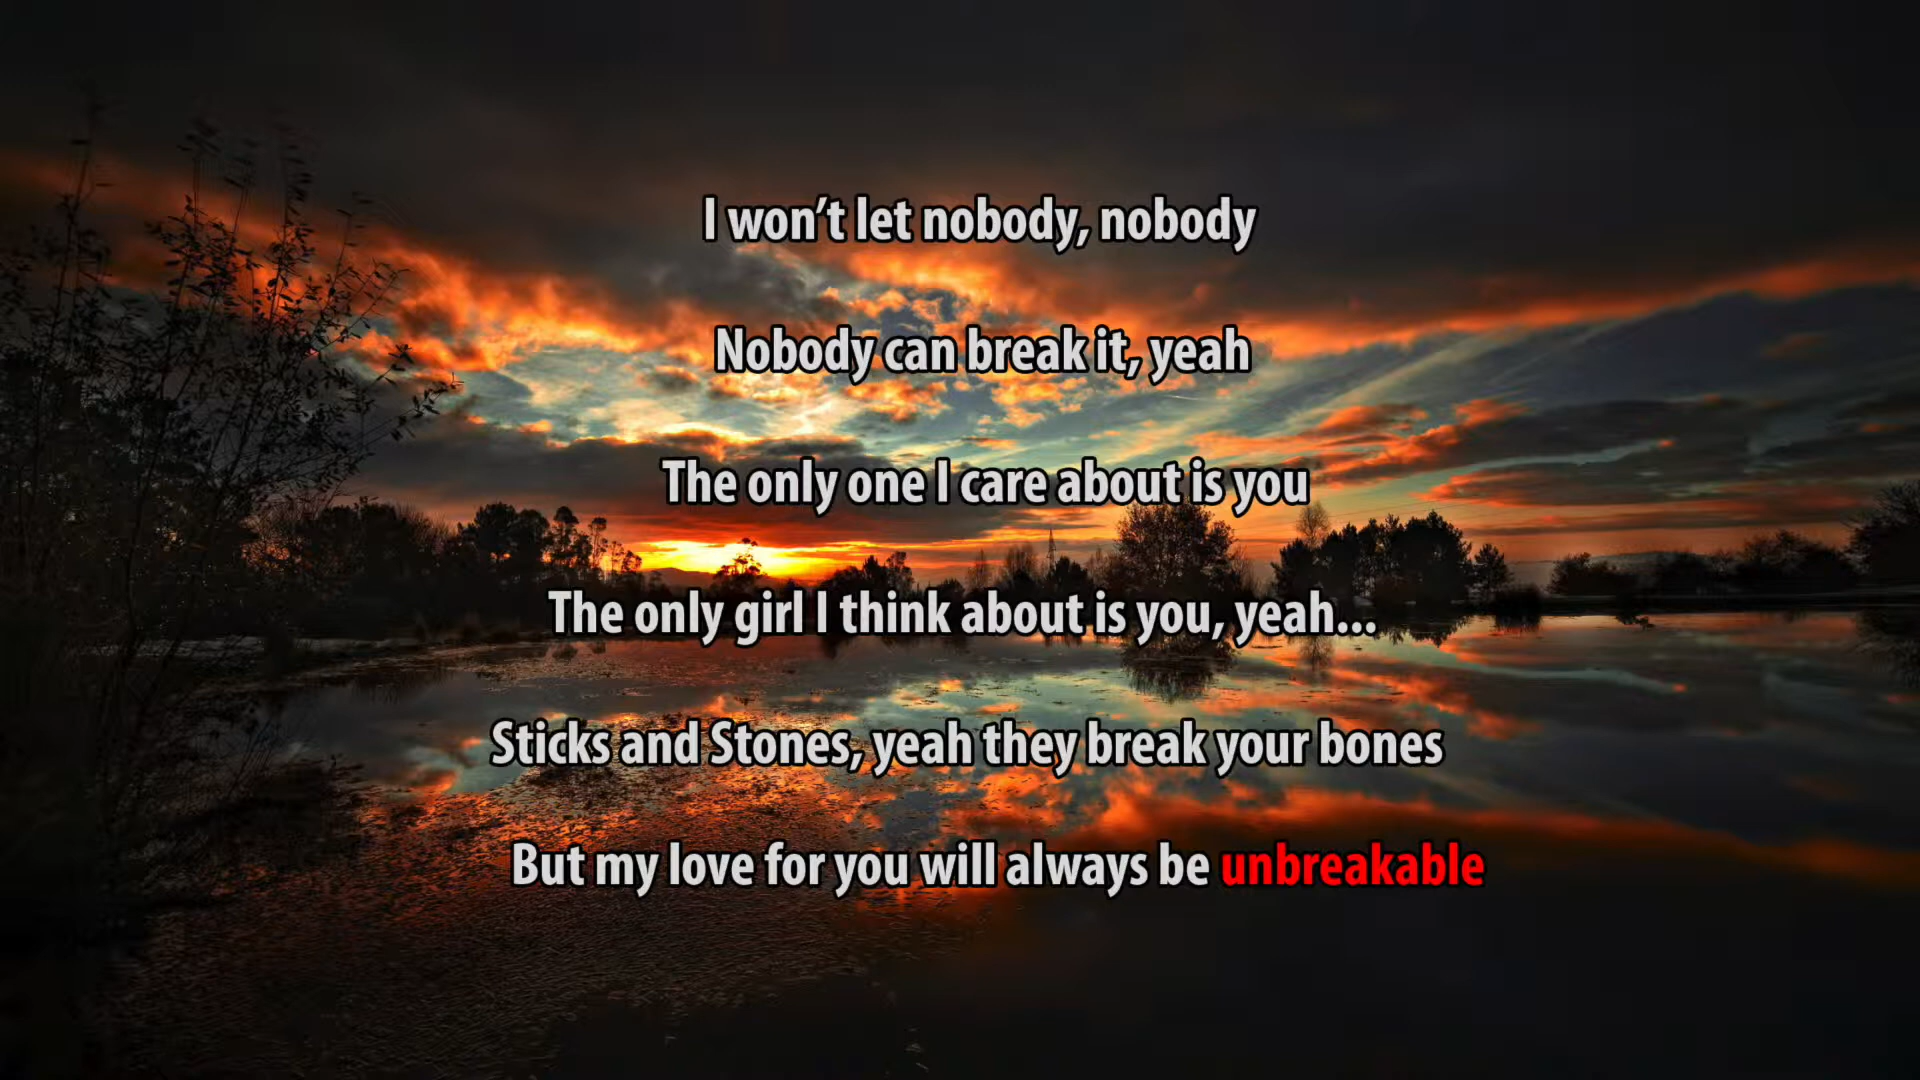 I won’t let nobody, nobody
Nobody can break it, yeah
The only one I care about is you
The only girl I think about is you, yeah...
Sticks and Stones, yeah they break your bones
But my love for you will always be unbreakable